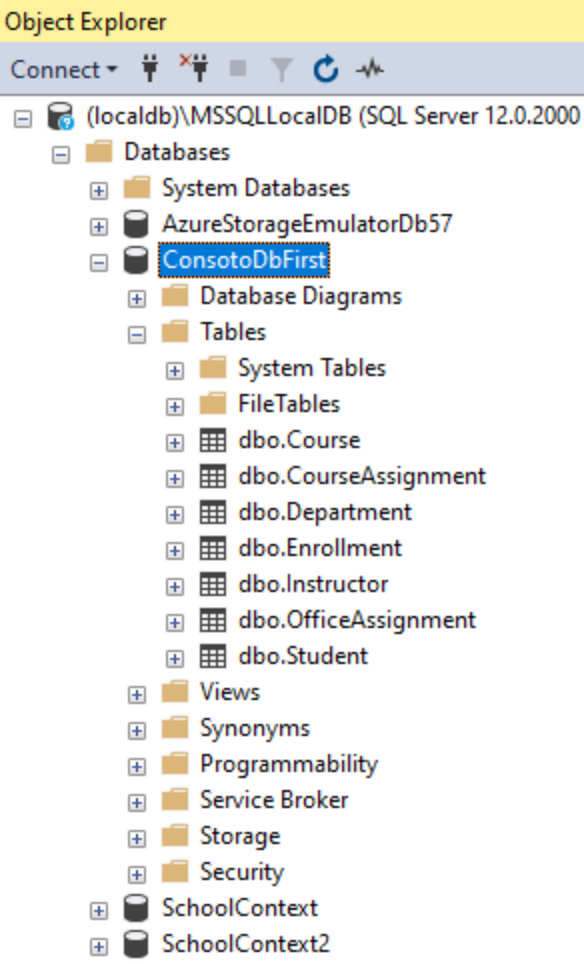 Object Explorer
Connect
(localdb)\MSSQLLocalDB (SQL Server 12.0.2000
Databases
System Databases
AzureStorageEmulatorDb57
ConsotoDbFirst
Database Diagrams
Tables
System Tables
FileTables
dbo.Course
dbo.CourseAssignment
dbo.Department
dbo.Enrollment
dbo.Instructor
dbo.OfficeAssignment
dbo.Student
Views
Synonyms
Programmability
Service Broker
Storage
Security
SchoolContext
SchoolContext2